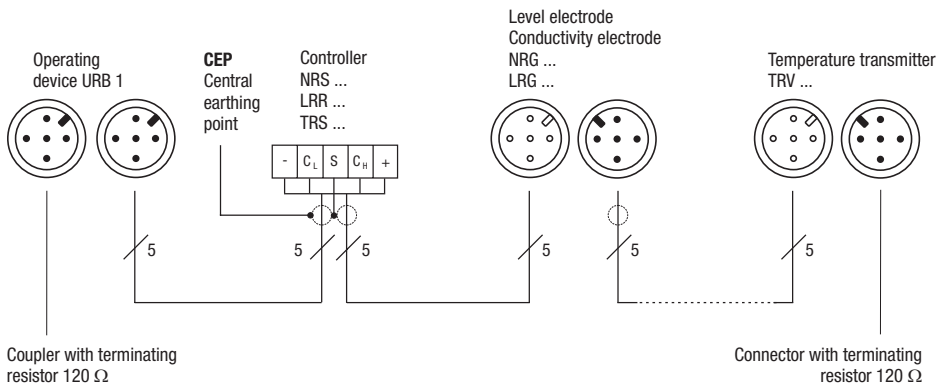 Operating
device URB 1
CEP
Central
earthing
point
Controller
NRS ...
LRR ...
TRS ...
Level electrode
Conductivity electrode
NRG ...
LRG ...
Temperature transmitter
TRV ...
- CL S CH +
5
5
5
5
5
5
Coupler with terminating
resistor 120 Ω
Connector with terminating
resistor 120 Ω